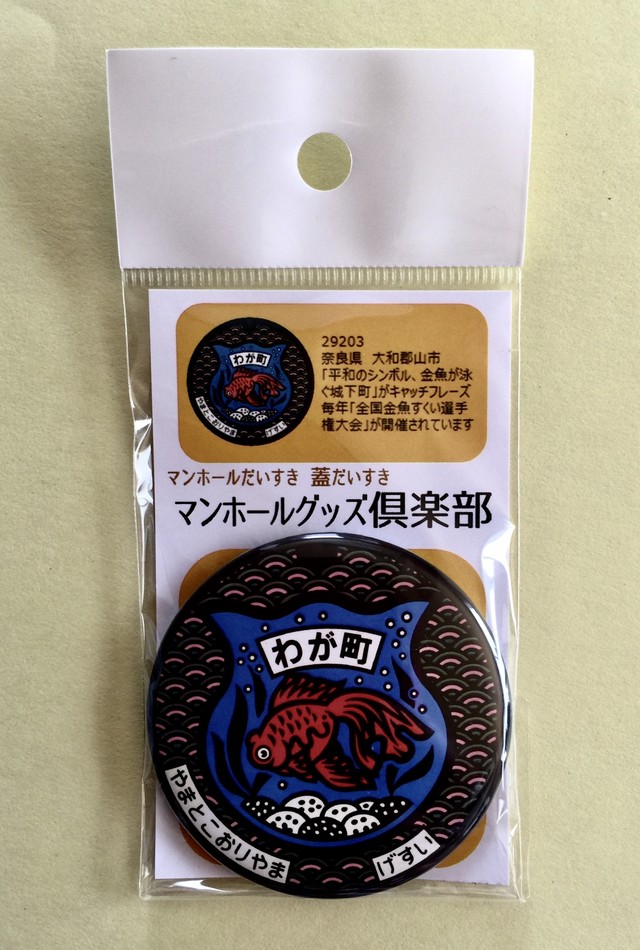 わが町
やまとこおりやま
げすい
29203
奈良県 大和郡山市
「平和のシンボル、金魚が泳
ぐ城下町」がキャッチフレーズ
毎年「全国金魚すくい選手
権大会」が開催されています
マンホールだいすき 蓋だいすき
マンホールグッズ倶楽部
わが町
やまとこおりやま
げすい